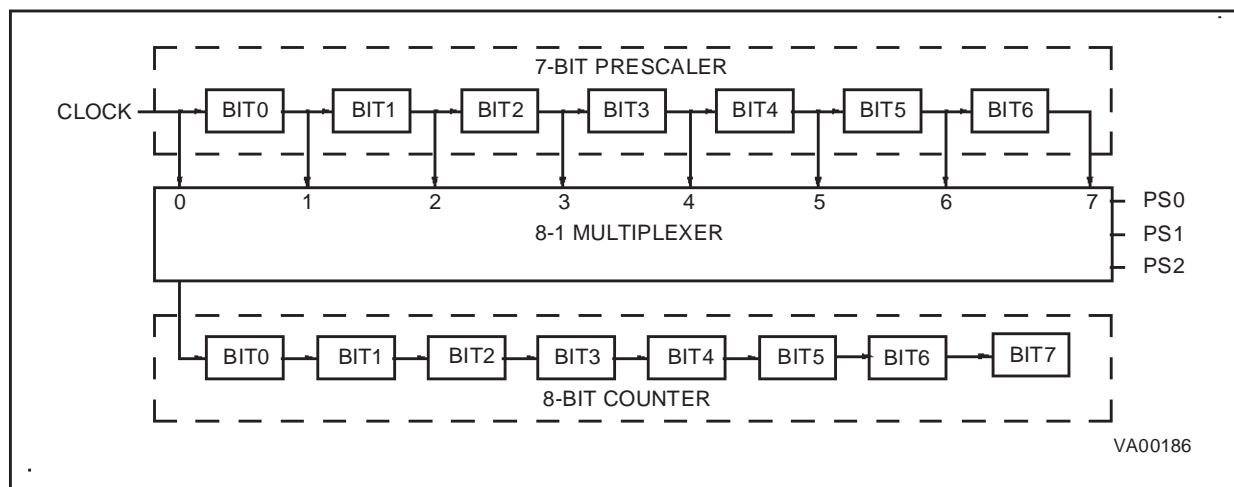 7-BIT PRESCALER
CLOCK BIT0 BIT1 BIT2 BIT3 BIT4 BIT5 BIT6
0 1 2 3 4 5 6 7 PS0
8-1 MULTIPLEXER PS1
PS2
BIT0 BIT1 BIT2 BIT3 BIT4 BIT5 BIT6 BIT7
8-BIT COUNTER
VA00186